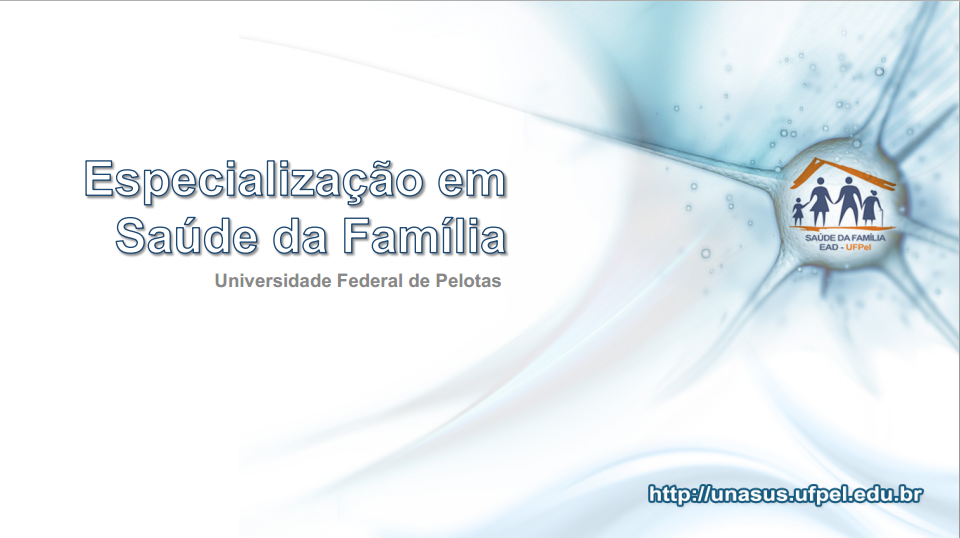 Especialização em
Saúde da Família
Universidade Federal de Pelotas
SAÚDE DA FAMÍLIA
EAD - UFPel
http://unasus.ufpel.edu.br